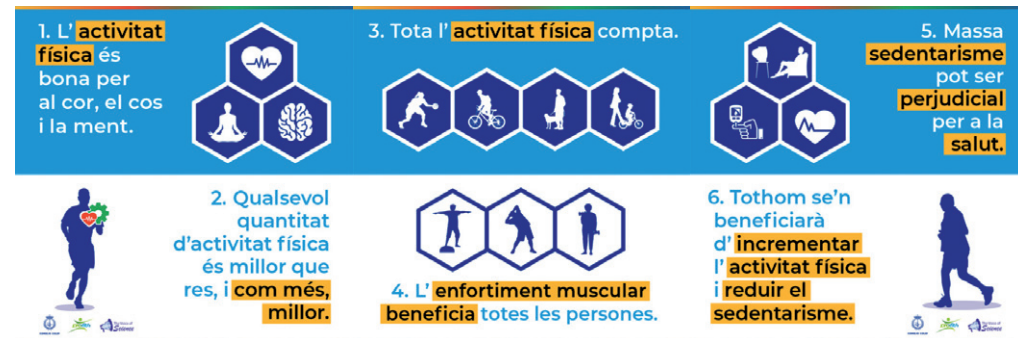 1. L' activitat
física és
bona per
al cor, el cos
i la ment.
2. Qualsevol
quantitat
d'activitat física
és millor que
res, i com més,
millor.
3. Tota l' activitat física compta.
4. L' enfortiment muscular
beneficia totes les persones.
5. Massa
sedentarisme
pot ser
perjudicial
per a la
salut.
6. Tothom se'n
beneficiarà
d' incrementar
l' activitat física
i reduir el
sedentarisme.